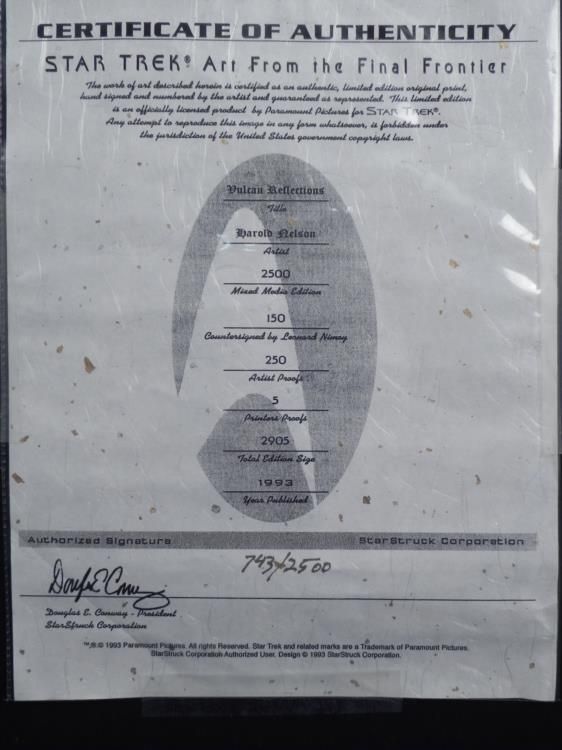 CERTIFICATE OF AUTHENTICITY
STAR TREK® Art From the Final Frontier
The work of art described herein is certified as an authentic, limited edition original print,
hand signed and numbered by the artist and guaranteed as represented. This limited edition
is an officially licensed product by Paramount Pictures for STAR TREK®.
Any attempt to reproduce this image in any form whatsoever, is forbidden under
the jurisdiction of the United States government copyright laws.
Vulcan Reflections
Title
Harold Nelson
Artist
2500
Mixed Media Edition
150
Countersigned by Leonard Nimoy
250
Artist Proofs
5
Printers Proofs
2905
Total Edition Size
1993
Year Published
Authorized Signature StarStruck Corporation
743/2500
Douglas E. Conway - President
StarStruck Corporation
™,®,© 1993 Paramount Pictures. All rights Reserved. Star Trek and related marks are a Trademark of Paramount Pictures.
StarStruck Corporation Authorized User. Design © 1993 StarStruck Corporation.